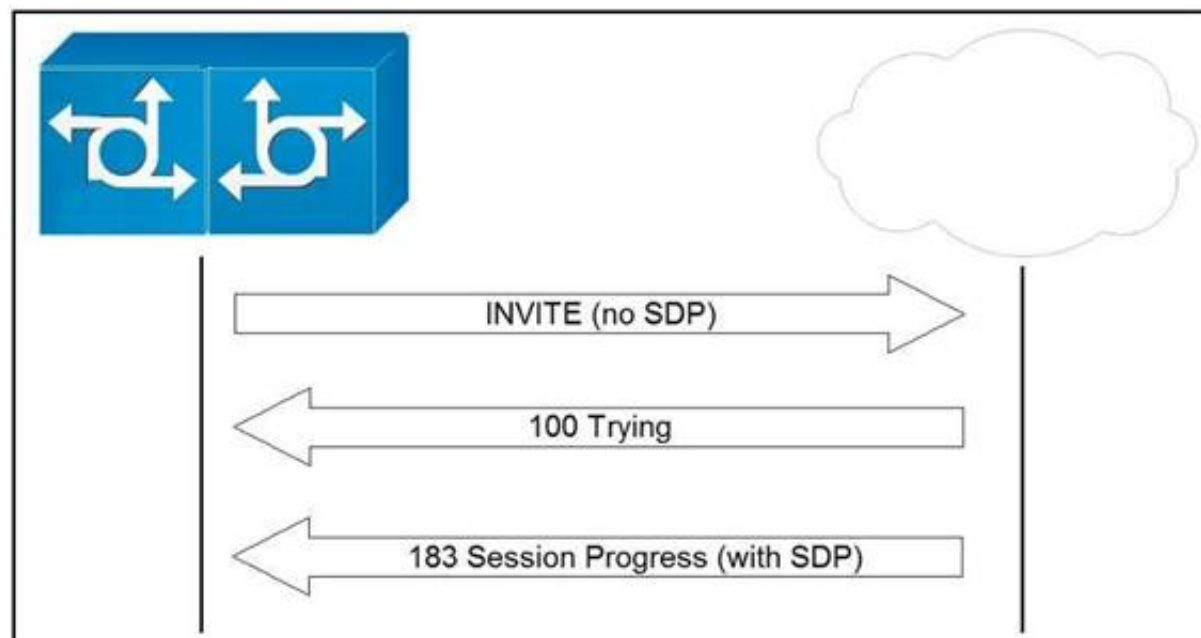 INVITE (no SDP)
100 Trying
183 Session Progress (with SDP)